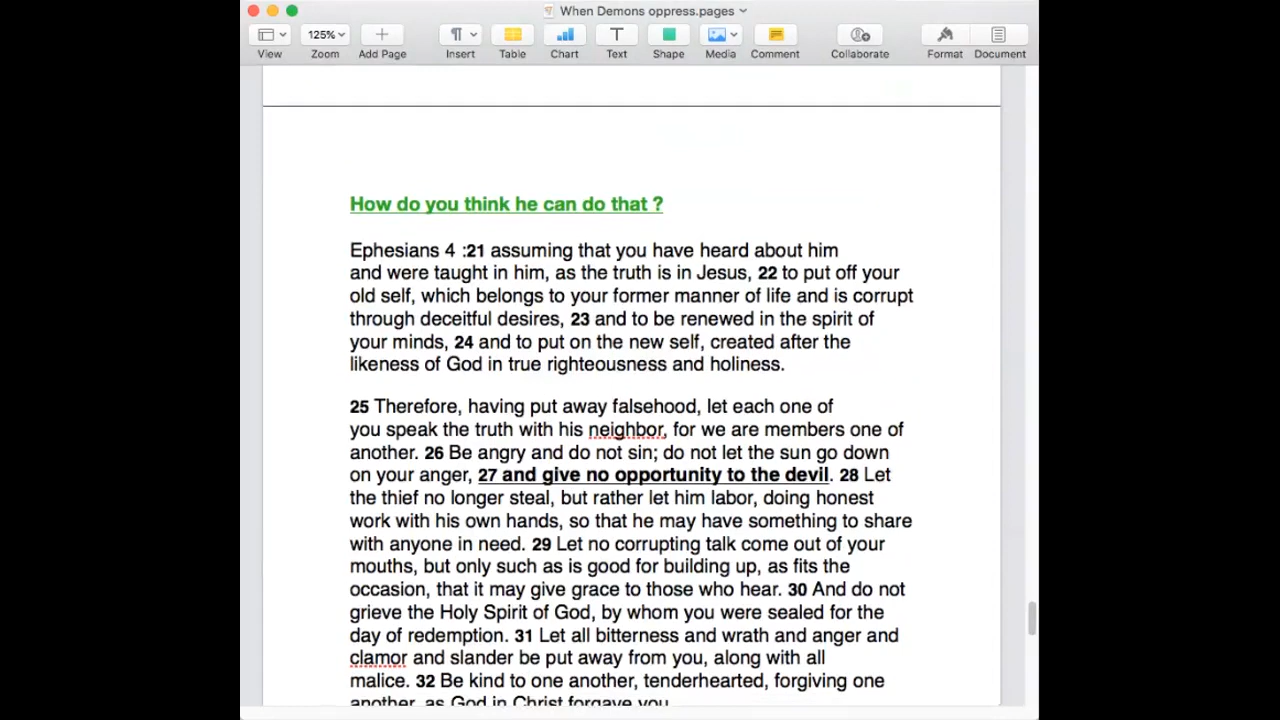 When Demons oppress.pages
125%
View Zoom Add Page Insert Table Chart Text Shape Media Comment Collaborate Format Document
How do you think he can do that ?
Ephesians 4 :21 assuming that you have heard about him
and were taught in him, as the truth is in Jesus, 22 to put off your
old self, which belongs to your former manner of life and is corrupt
through deceitful desires, 23 and to be renewed in the spirit of
your minds, 24 and to put on the new self, created after the
likeness of God in true righteousness and holiness.
25 Therefore, having put away falsehood, let each one of
you speak the truth with his neighbor, for we are members one of
another. 26 Be angry and do not sin; do not let the sun go down
on your anger, 27 and give no opportunity to the devil. 28 Let
the thief no longer steal, but rather let him labor, doing honest
work with his own hands, so that he may have something to share
with anyone in need. 29 Let no corrupting talk come out of your
mouths, but only such as is good for building up, as fits the
occasion, that it may give grace to those who hear. 30 And do not
grieve the Holy Spirit of God, by whom you were sealed for the
day of redemption. 31 Let all bitterness and wrath and anger and
clamor and slander be put away from you, along with all
malice. 32 Be kind to one another, tenderhearted, forgiving one
another, as God in Christ forgave you